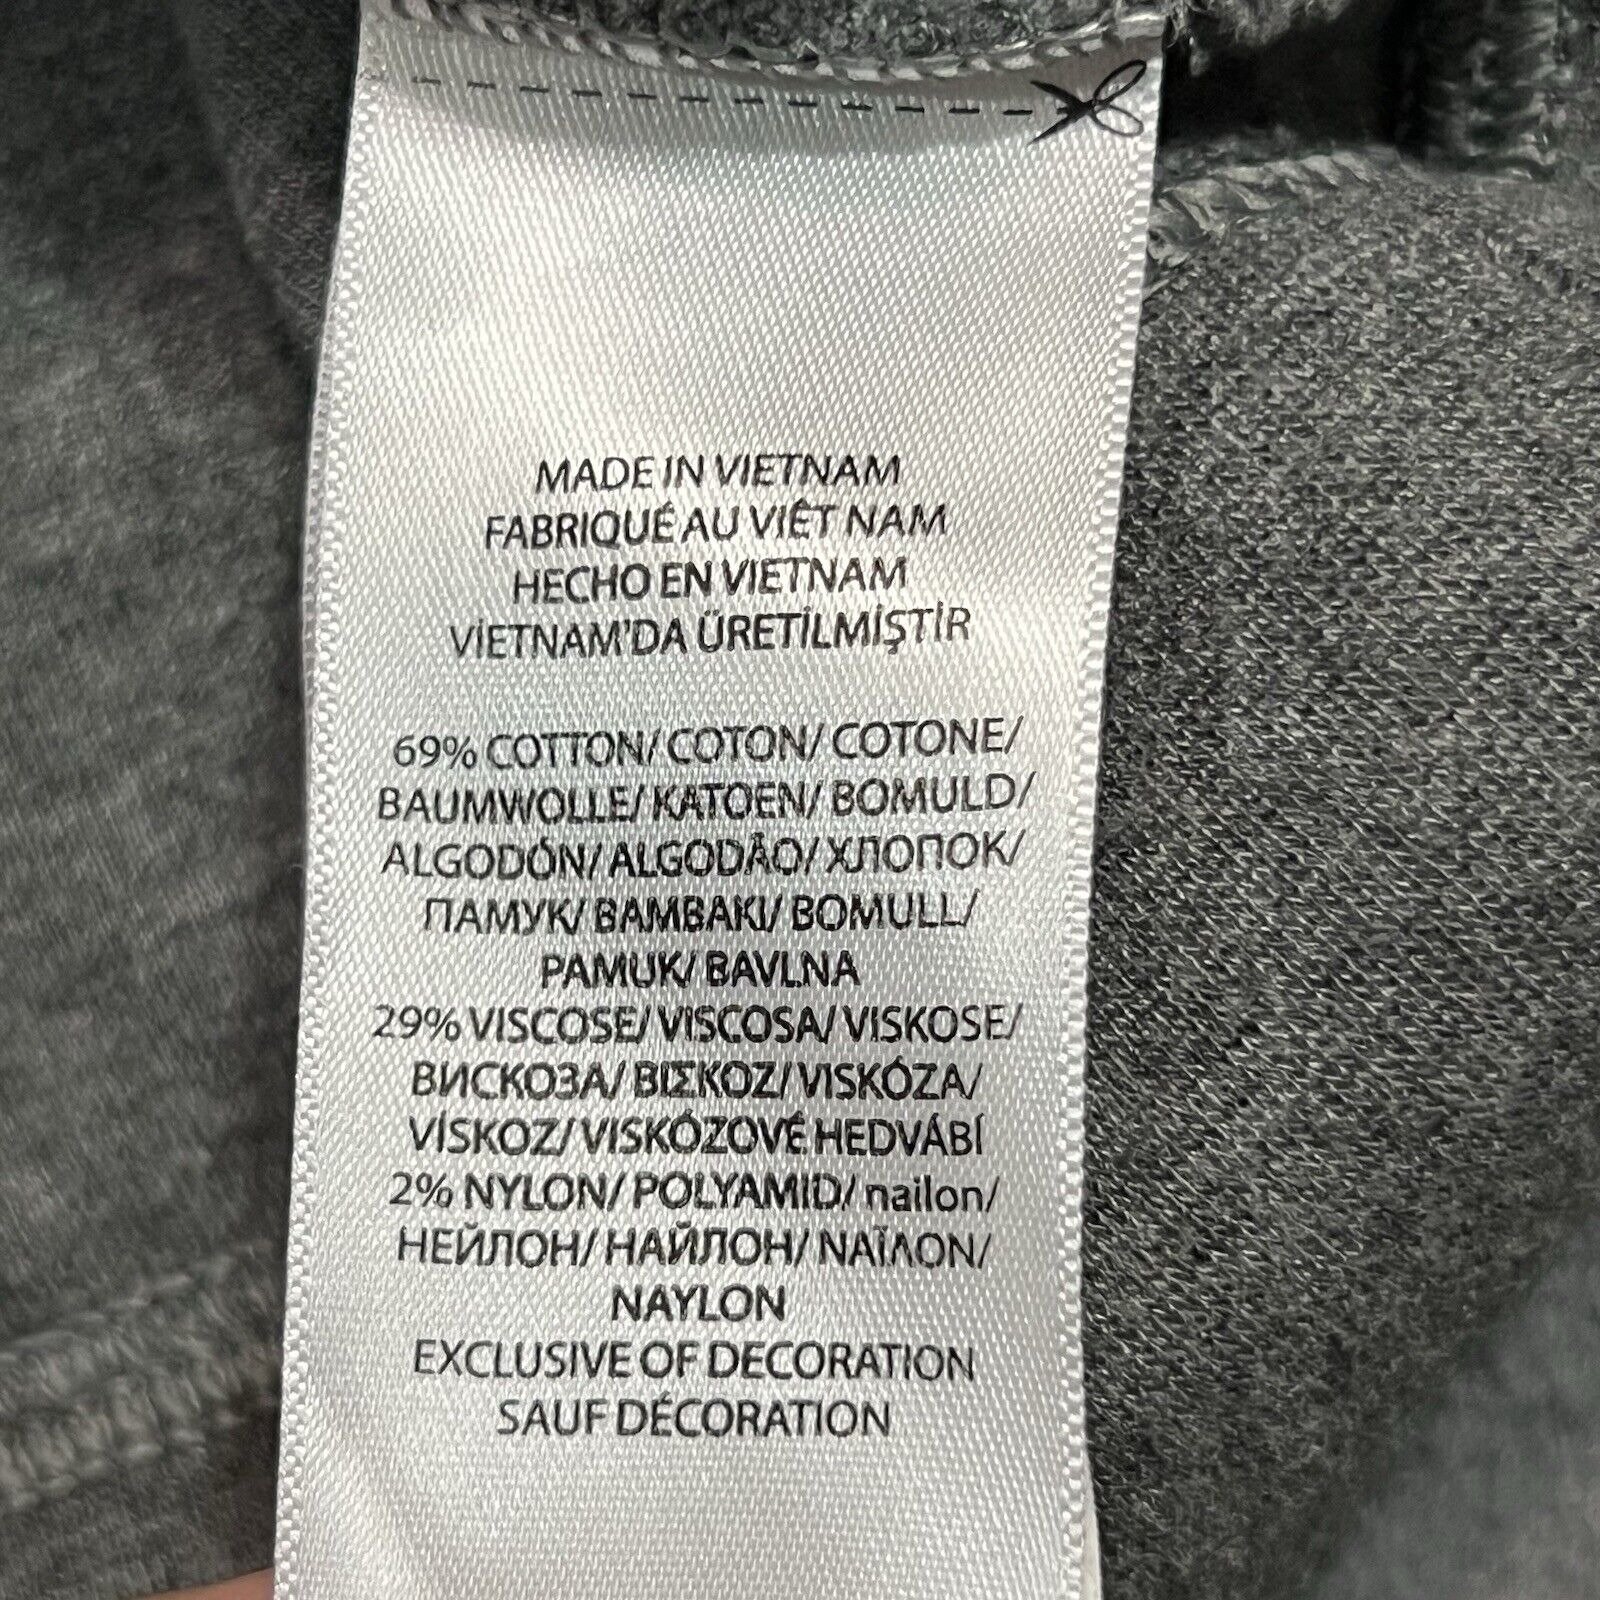 MADE IN VIETNAM
FABRIQUÉ AU VIÊT NAM
HECHO EN VIETNAM
VİETNAM'DA ÜRETİLMİŞTİR
69% COTTON/ COTON/ COTONE/
BAUMWOLLE/ KATOEN/ BOMULD/
ALGODÓN/ ALGODÃO/ ХЛОПОК/
ПАМУК/ ΒΑΜΒΑΚΙ/ BOMULL/
PAMUK/ BAVLNA
29% VISCOSE/ VISCOSA/ VISKOSE/
ВИСКОЗА/ ΒΙΣΚΟΖ/ VISKÓZA/
VİSKOZ/ VISKÓZOVÉ HEDVÁBÍ
2% NYLON/ POLYAMID/ nailon/
НЕЙЛОН/ НАЙЛОН/ ΝΑΪΛΟΝ/
NAYLON
EXCLUSIVE OF DECORATION
SAUF DÉCORATION